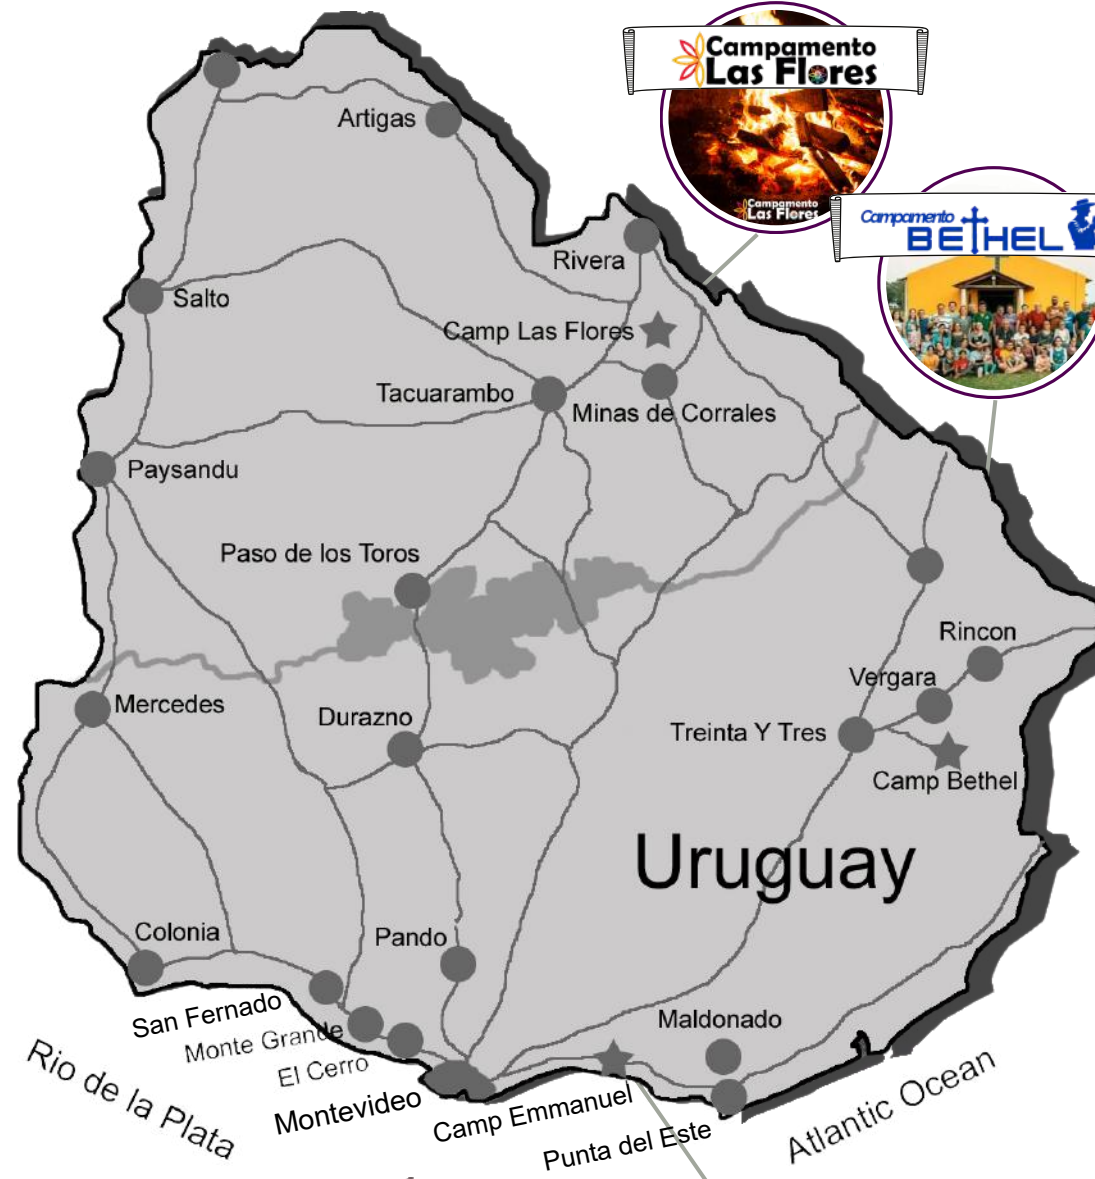 Campamento
Las Flores
Campamento
Las Flores
Campamento
BETHEL
Artigas
Rivera
Salto
Camp Las Flores
Tacuarambo
Minas de Corrales
Paysandu
Paso de los Toros
Rincon
Vergara
Mercedes
Durazno
Treinta Y Tres
Camp Bethel
Uruguay
Colonia
Pando
San Fernado
Maldonado
Monte Grande
El Cerro
Rio de la Plata
Montevideo
Camp Emmanuel
Punta del Este
Atlantic Ocean